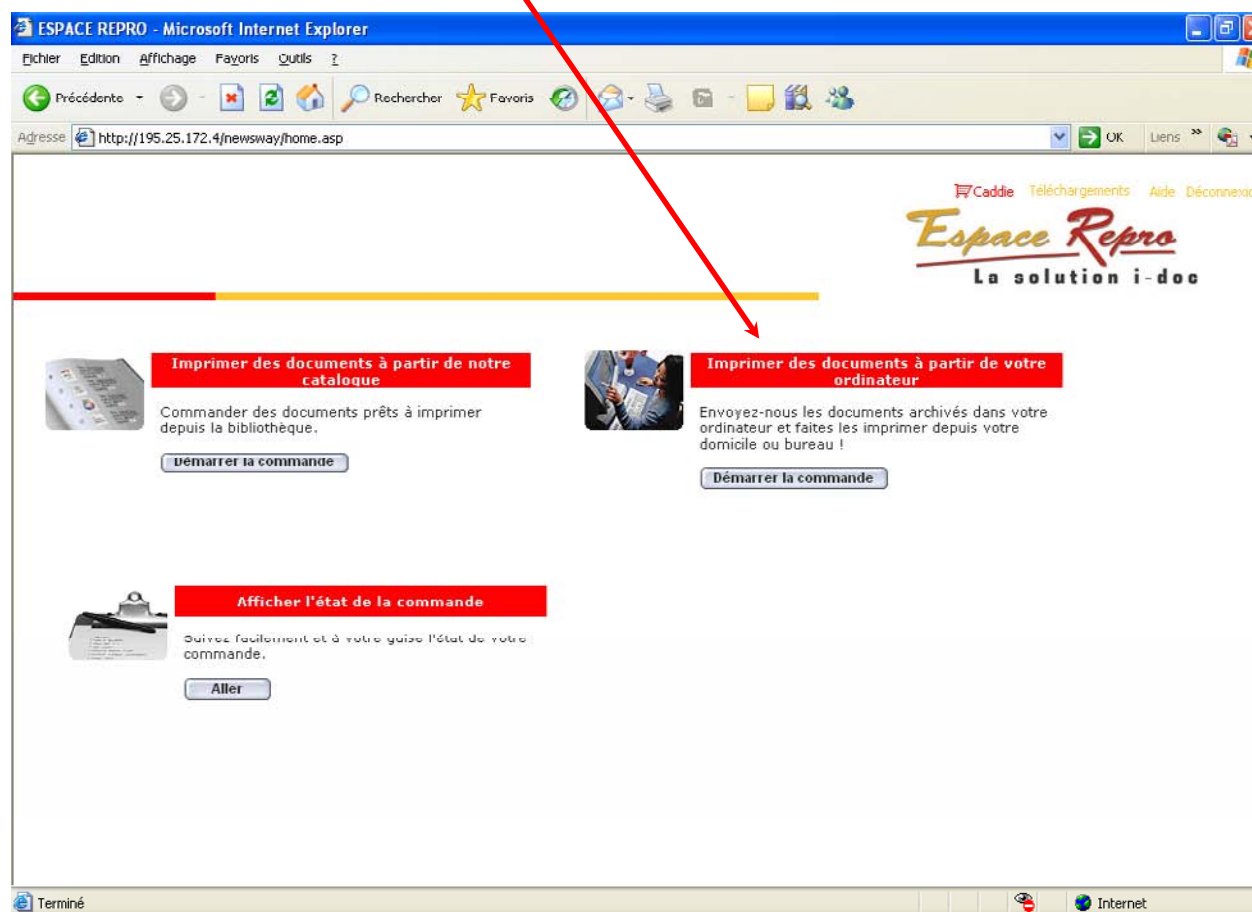 ESPACE REPRO - Microsoft Internet Explorer
Fichier Edition Affichage Favoris Outils ?
Précédente Rechercher Favoris
Adresse http://195.25.172.4/newsway/home.asp OK Liens »
Caddie Téléchargements Aide Déconnexio
Espace Repro
La solution i-doc
Imprimer des documents à partir de notre
catalogue
Commander des documents prêts à imprimer
depuis la bibliothèque.
Démarrer la commande
Imprimer des documents à partir de votre
ordinateur
Envoyez-nous les documents archivés dans votre
ordinateur et faites les imprimer depuis votre
domicile ou bureau !
Démarrer la commande
Afficher l'état de la commande
Suivez facilement et à votre guise l'état de votre
commande.
Aller
Terminé Internet